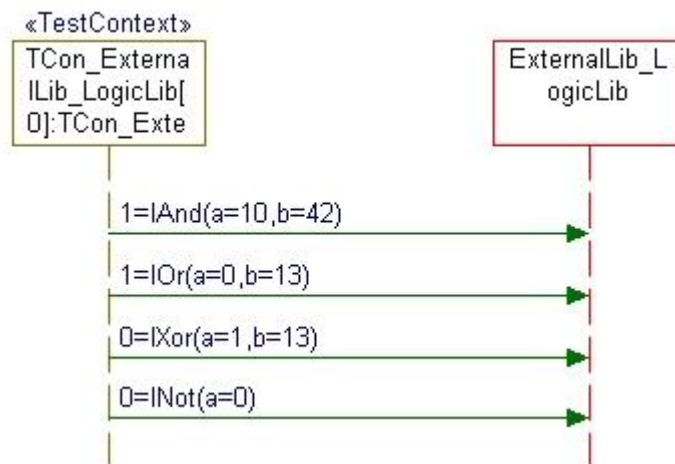 «TestContext»
TCon_Externa
lLib_LogicLib[
0]:TCon_Exte
ExternalLib_L
ogicLib
1=lAnd(a=10,b=42)
1=lOr(a=0,b=13)
0=lXor(a=1,b=13)
0=lNot(a=0)